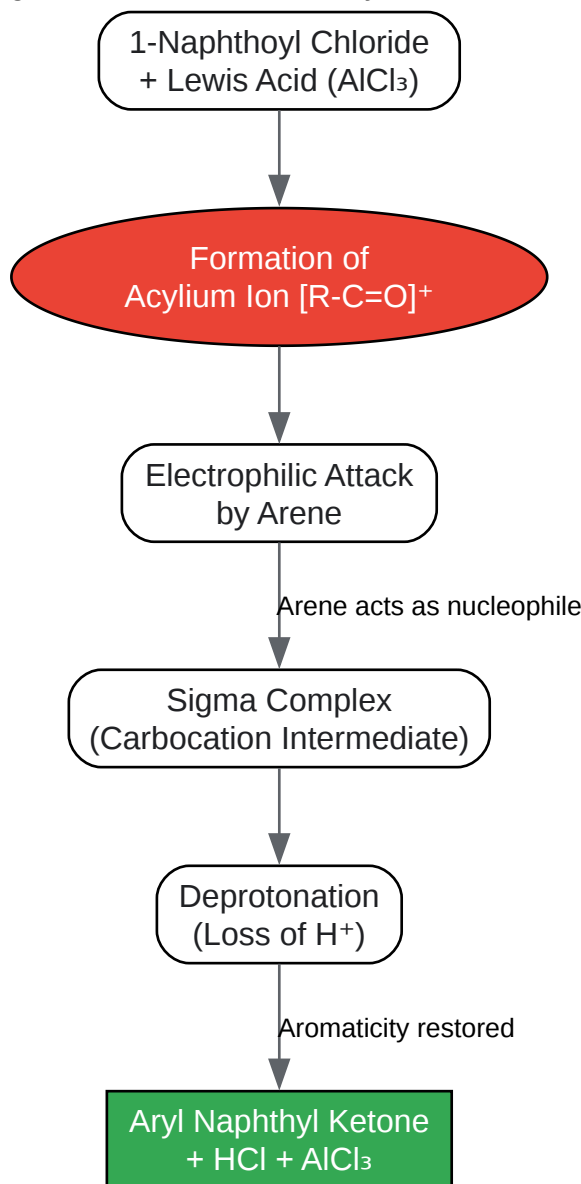 1-Naphthoyl Chloride
+ Lewis Acid (AlCl₃)
Formation of
Acylium Ion [R-C=O]⁺
Electrophilic Attack
by Arene
Arene acts as nucleophile
Sigma Complex
(Carbocation Intermediate)
Deprotonation
(Loss of H⁺)
Aromaticity restored
Aryl Naphthyl Ketone
+ HCl + AlCl₃